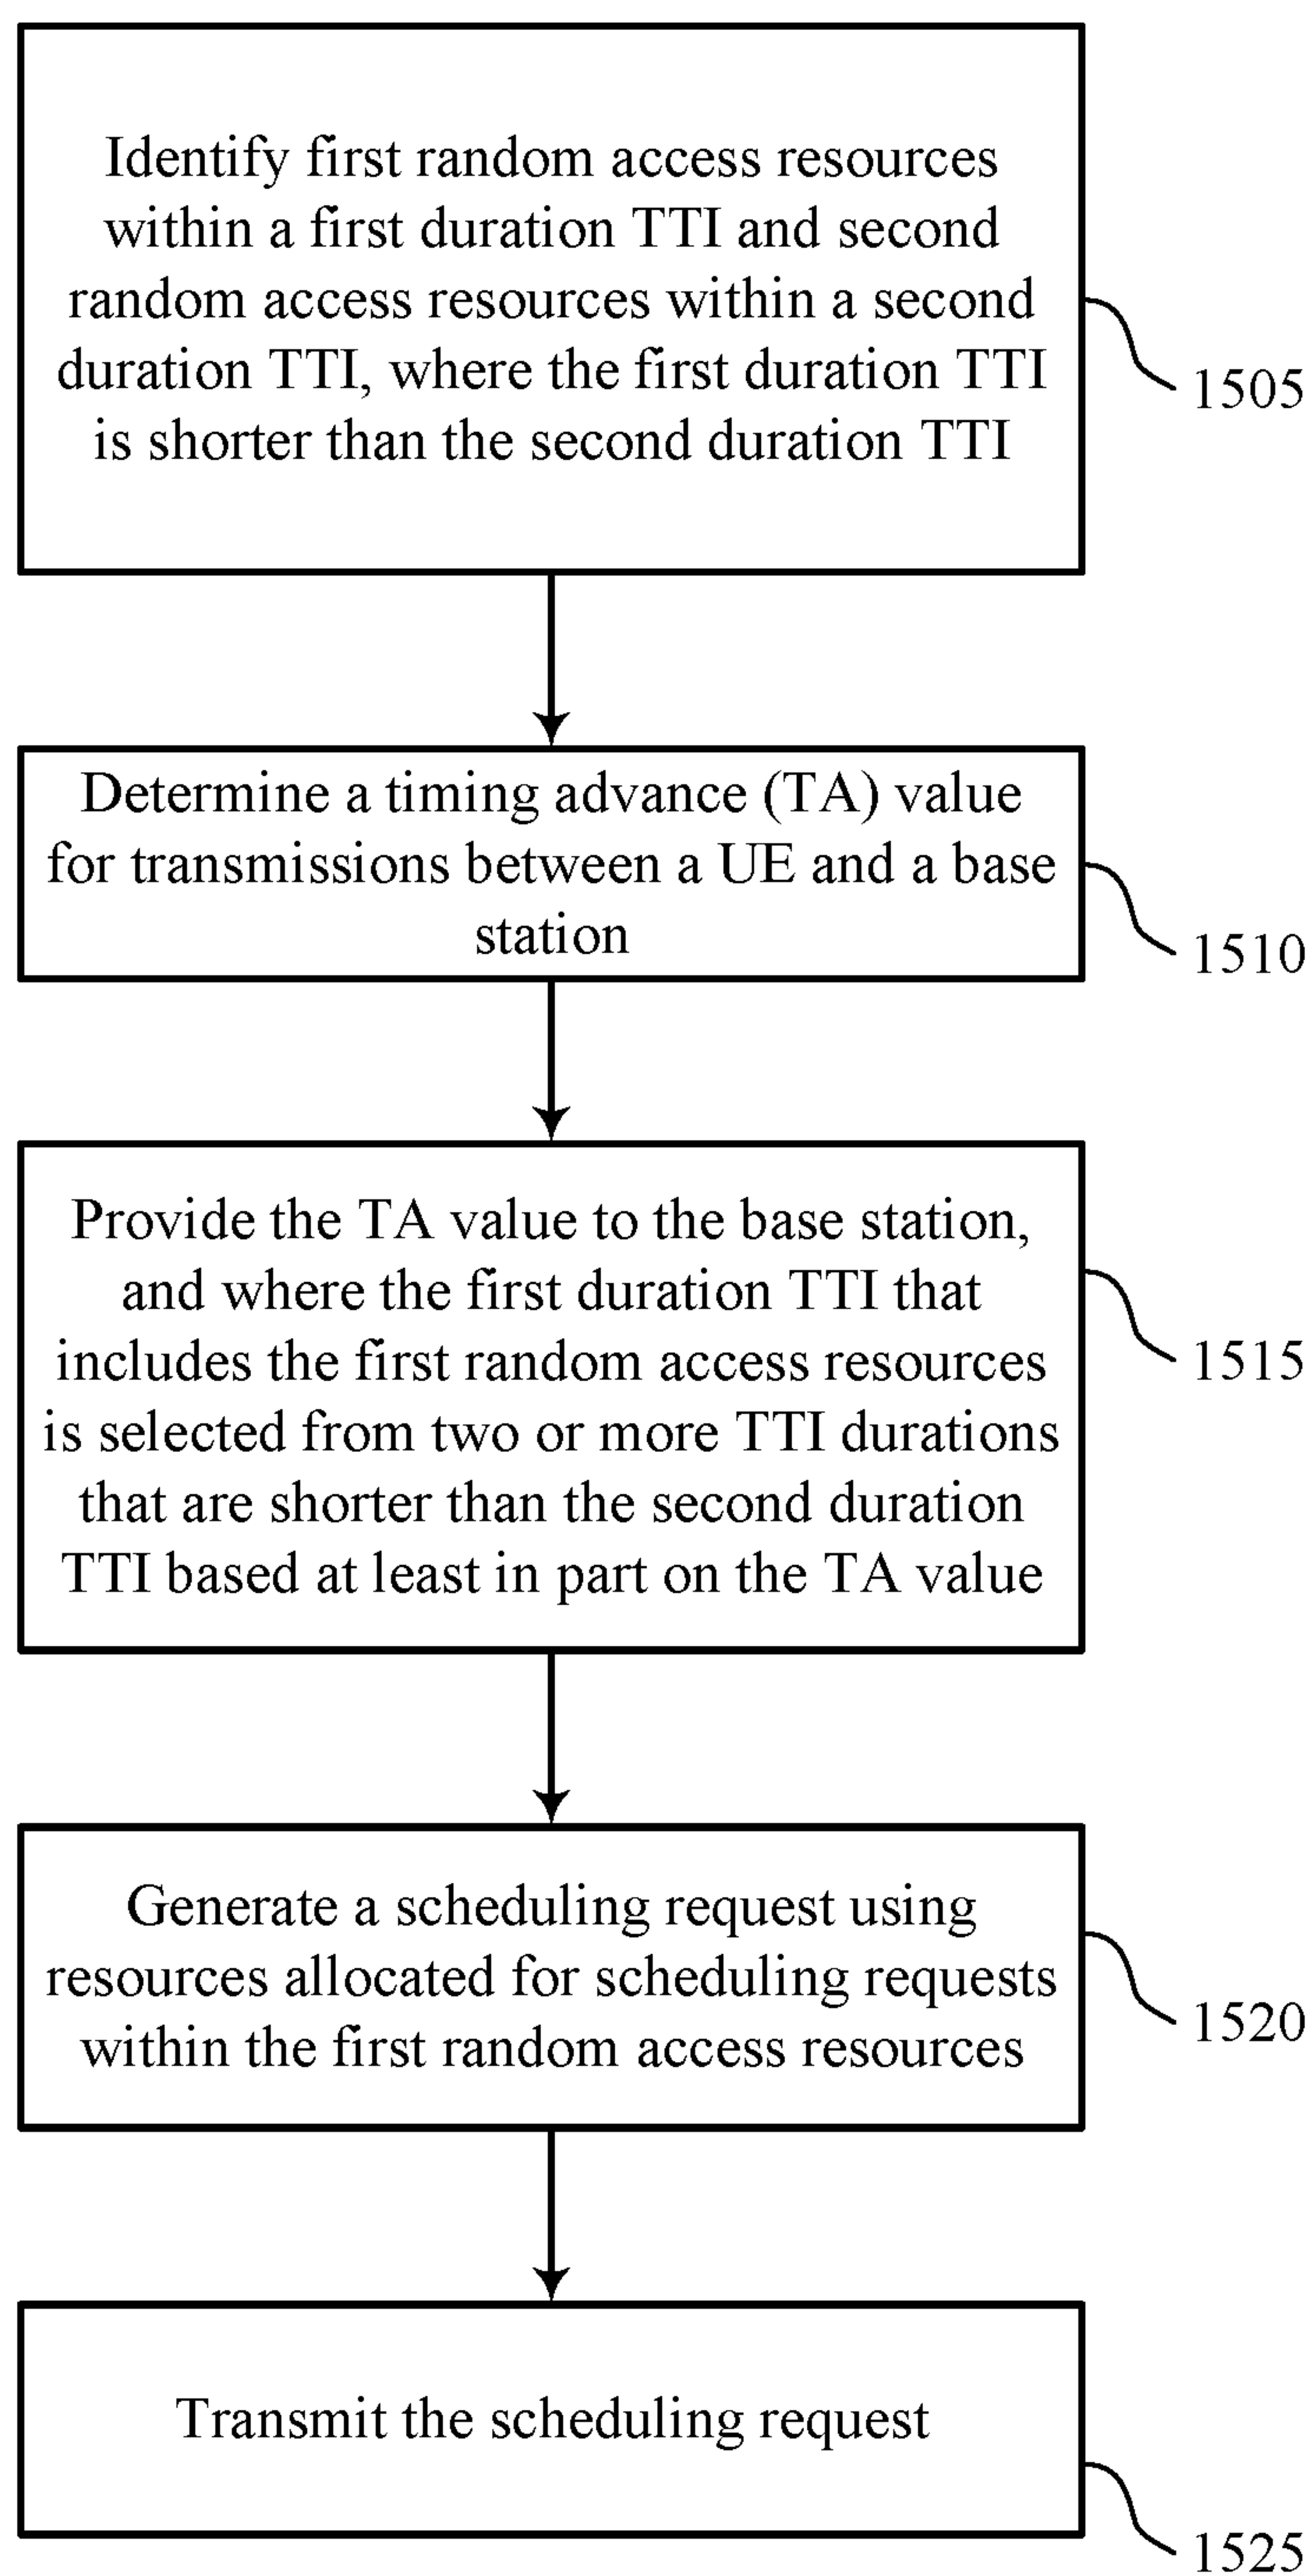 Identify first random access resources
within a first duration TTI and second
random access resources within a second
duration TTI, where the first duration TTI
is shorter than the second duration TTI
1505
Determine a timing advance (TA) value
for transmissions between a UE and a base
station
1510
Provide the TA value to the base station,
and where the first duration TTI that
includes the first random access resources
is selected from two or more TTI durations
that are shorter than the second duration
TTI based at least in part on the TA value
1515
Generate a scheduling request using
resources allocated for scheduling requests
within the first random access resources
1520
Transmit the scheduling request
1525